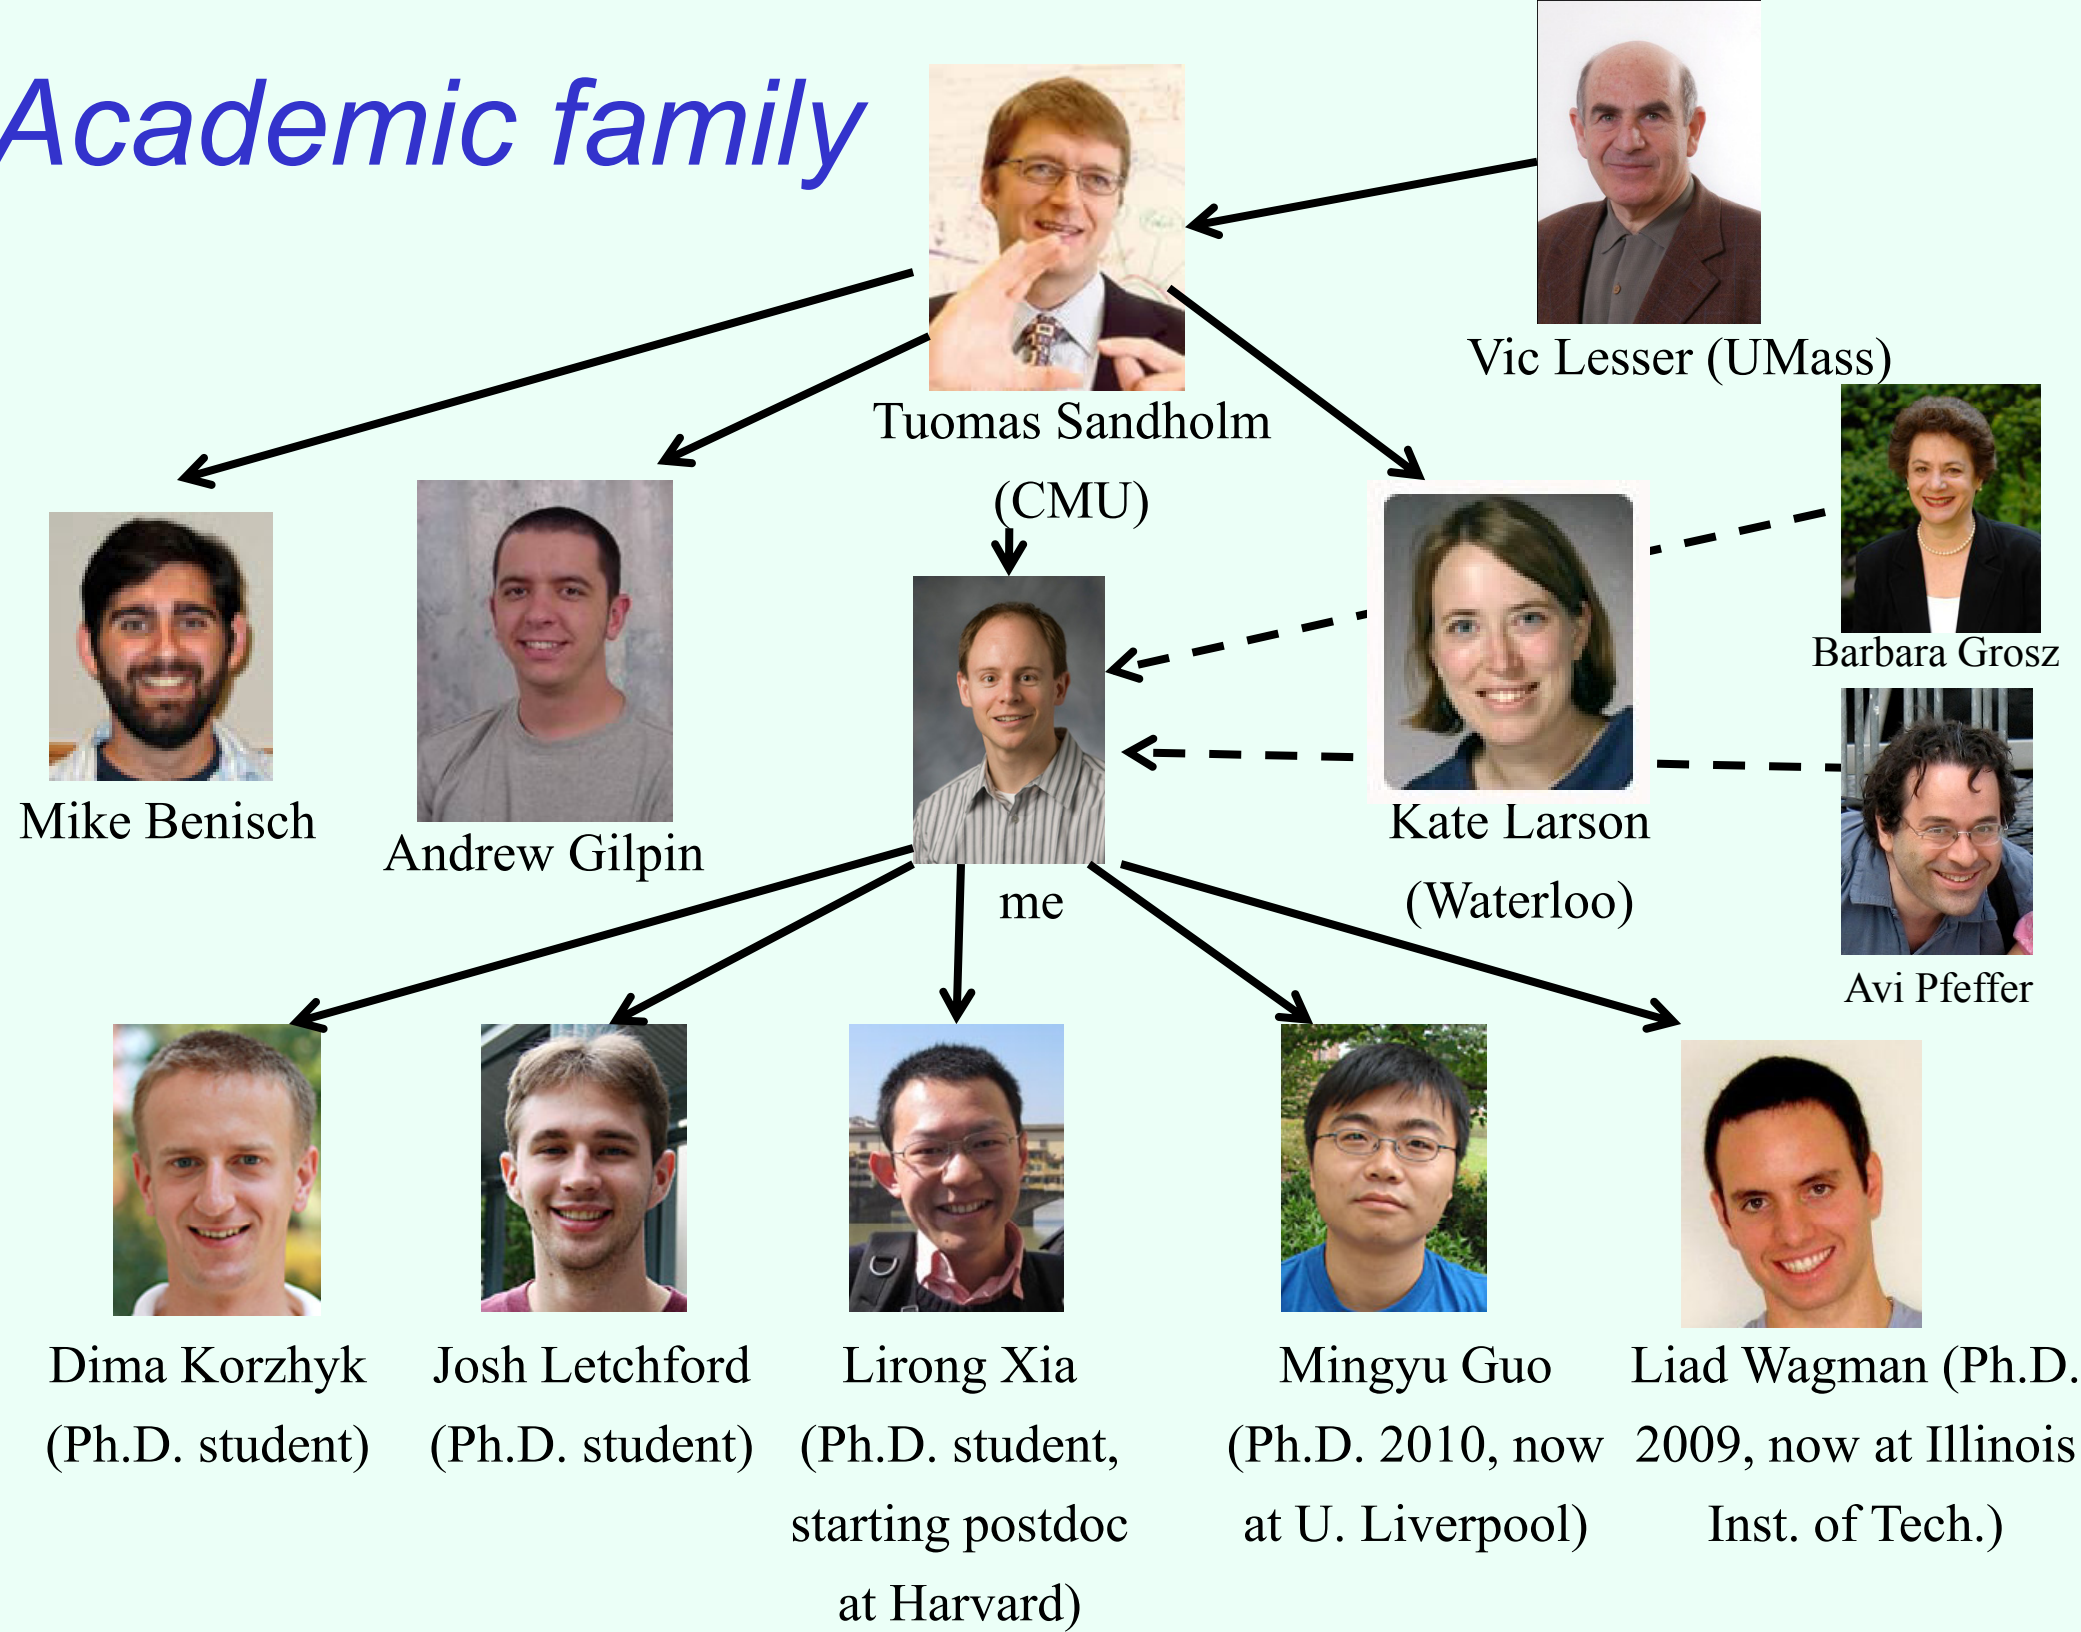 Academic family
Vic Lesser (UMass)
Tuomas Sandholm
(CMU)
Barbara Grosz
Mike Benisch
Andrew Gilpin
me
Kate Larson
(Waterloo)
Avi Pfeffer
Dima Korzhyk
(Ph.D. student)
Josh Letchford
(Ph.D. student)
Lirong Xia
(Ph.D. student,
starting postdoc
at Harvard)
Mingyu Guo
(Ph.D. 2010, now
at U. Liverpool)
Liad Wagman (Ph.D.
2009, now at Illinois
Inst. of Tech.)